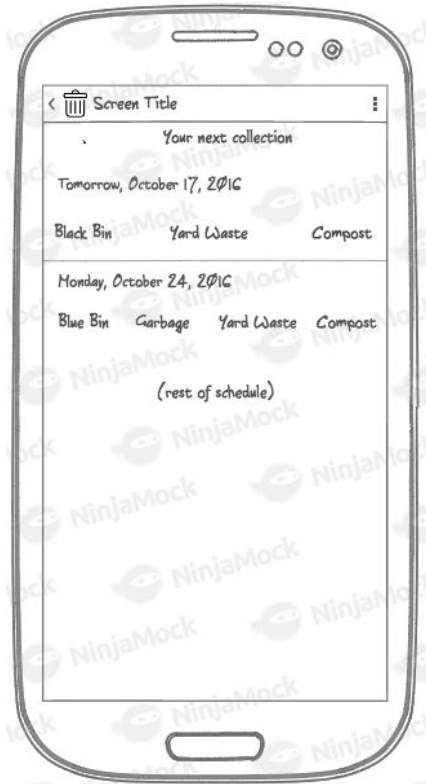 Screen Title
Your next collection
Tomorrow, October 17, 2016
Black Bin Yard Waste Compost
Monday, October 24, 2016
Blue Bin Garbage Yard Waste Compost
(rest of schedule)
NinjaMock